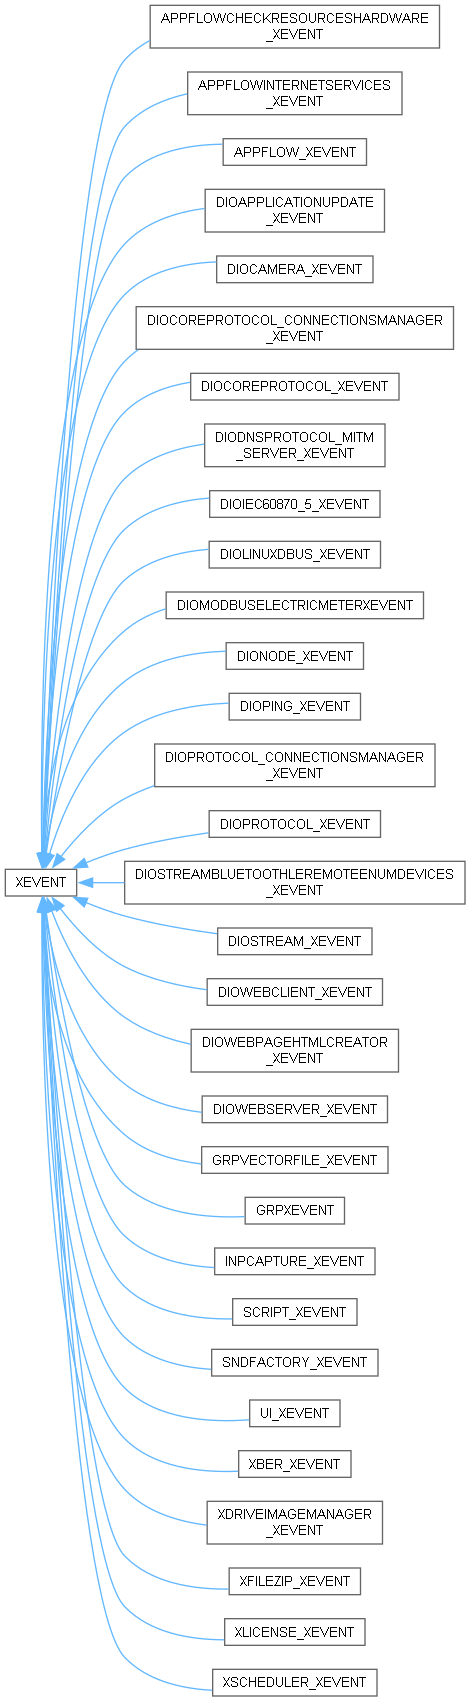 APPFLOWCHECKRESOURCESHARDWARE
_XEVENT
APPFLOWINTERNETSERVICES
_XEVENT
APPFLOW_XEVENT
DIOAPPLICATIONUPDATE
_XEVENT
DIOCAMERA_XEVENT
DIOCOREPROTOCOL_CONNECTIONSMANAGER
_XEVENT
DIOCOREPROTOCOL_XEVENT
DIODNSPROTOCOL_MITM
_SERVER_XEVENT
DIOIEC60870_5_XEVENT
DIOLINUXDBUS_XEVENT
DIOMODBUSELECTRICMETERXEVENT
DIONODE_XEVENT
DIOPING_XEVENT
DIOPROTOCOL_CONNECTIONSMANAGER
_XEVENT
DIOPROTOCOL_XEVENT
XEVENT
DIOSTREAMBLUETOOTHLEREMOTEENUMDEVICES
_XEVENT
DIOSTREAM_XEVENT
DIOWEBCLIENT_XEVENT
DIOWEBPAGEHTMLCREATOR
_XEVENT
DIOWEBSERVER_XEVENT
GRPVECTORFILE_XEVENT
GRPXEVENT
INPCAPTURE_XEVENT
SCRIPT_XEVENT
SNDFACTORY_XEVENT
UI_XEVENT
XBER_XEVENT
XDRIVEIMAGEMANAGER
_XEVENT
XFILEZIP_XEVENT
XLICENSE_XEVENT
XSCHEDULER_XEVENT